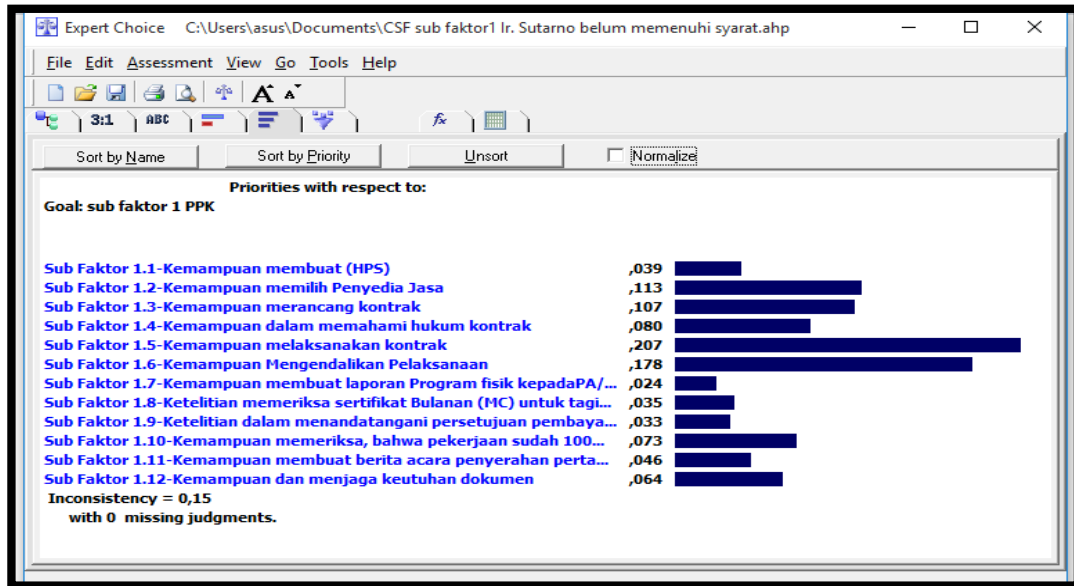 Expert Choice C:\Users\asus\Documents\CSF sub faktor1 Ir. Sutarno belum memenuhi syarat.ahp
File Edit Assessment View Go Tools Help
A A
3:1 ABC fx
Sort by Name Sort by Priority Unsort Normalize
Priorities with respect to:
Goal: sub faktor 1 PPK
Sub Faktor 1.1-Kemampuan membuat (HPS) ,039
Sub Faktor 1.2-Kemampuan memilih Penyedia Jasa ,113
Sub Faktor 1.3-Kemampuan merancang kontrak ,107
Sub Faktor 1.4-Kemampuan dalam memahami hukum kontrak ,080
Sub Faktor 1.5-Kemampuan melaksanakan kontrak ,207
Sub Faktor 1.6-Kemampuan Mengendalikan Pelaksanaan ,178
Sub Faktor 1.7-Kemampuan membuat laporan Program fisik kepadaPA/... ,024
Sub Faktor 1.8-Ketelitian memeriksa sertifikat Bulanan (MC) untuk tagi... ,035
Sub Faktor 1.9-Ketelitian dalam menandatangani persetujuan pembaya... ,033
Sub Faktor 1.10-Kemampuan memeriksa, bahwa pekerjaan sudah 100... ,073
Sub Faktor 1.11-Kemampuan membuat berita acara penyerahan perta... ,046
Sub Faktor 1.12-Kemampuan dan menjaga keutuhan dokumen ,064
Inconsistency = 0,15
with 0 missing judgments.